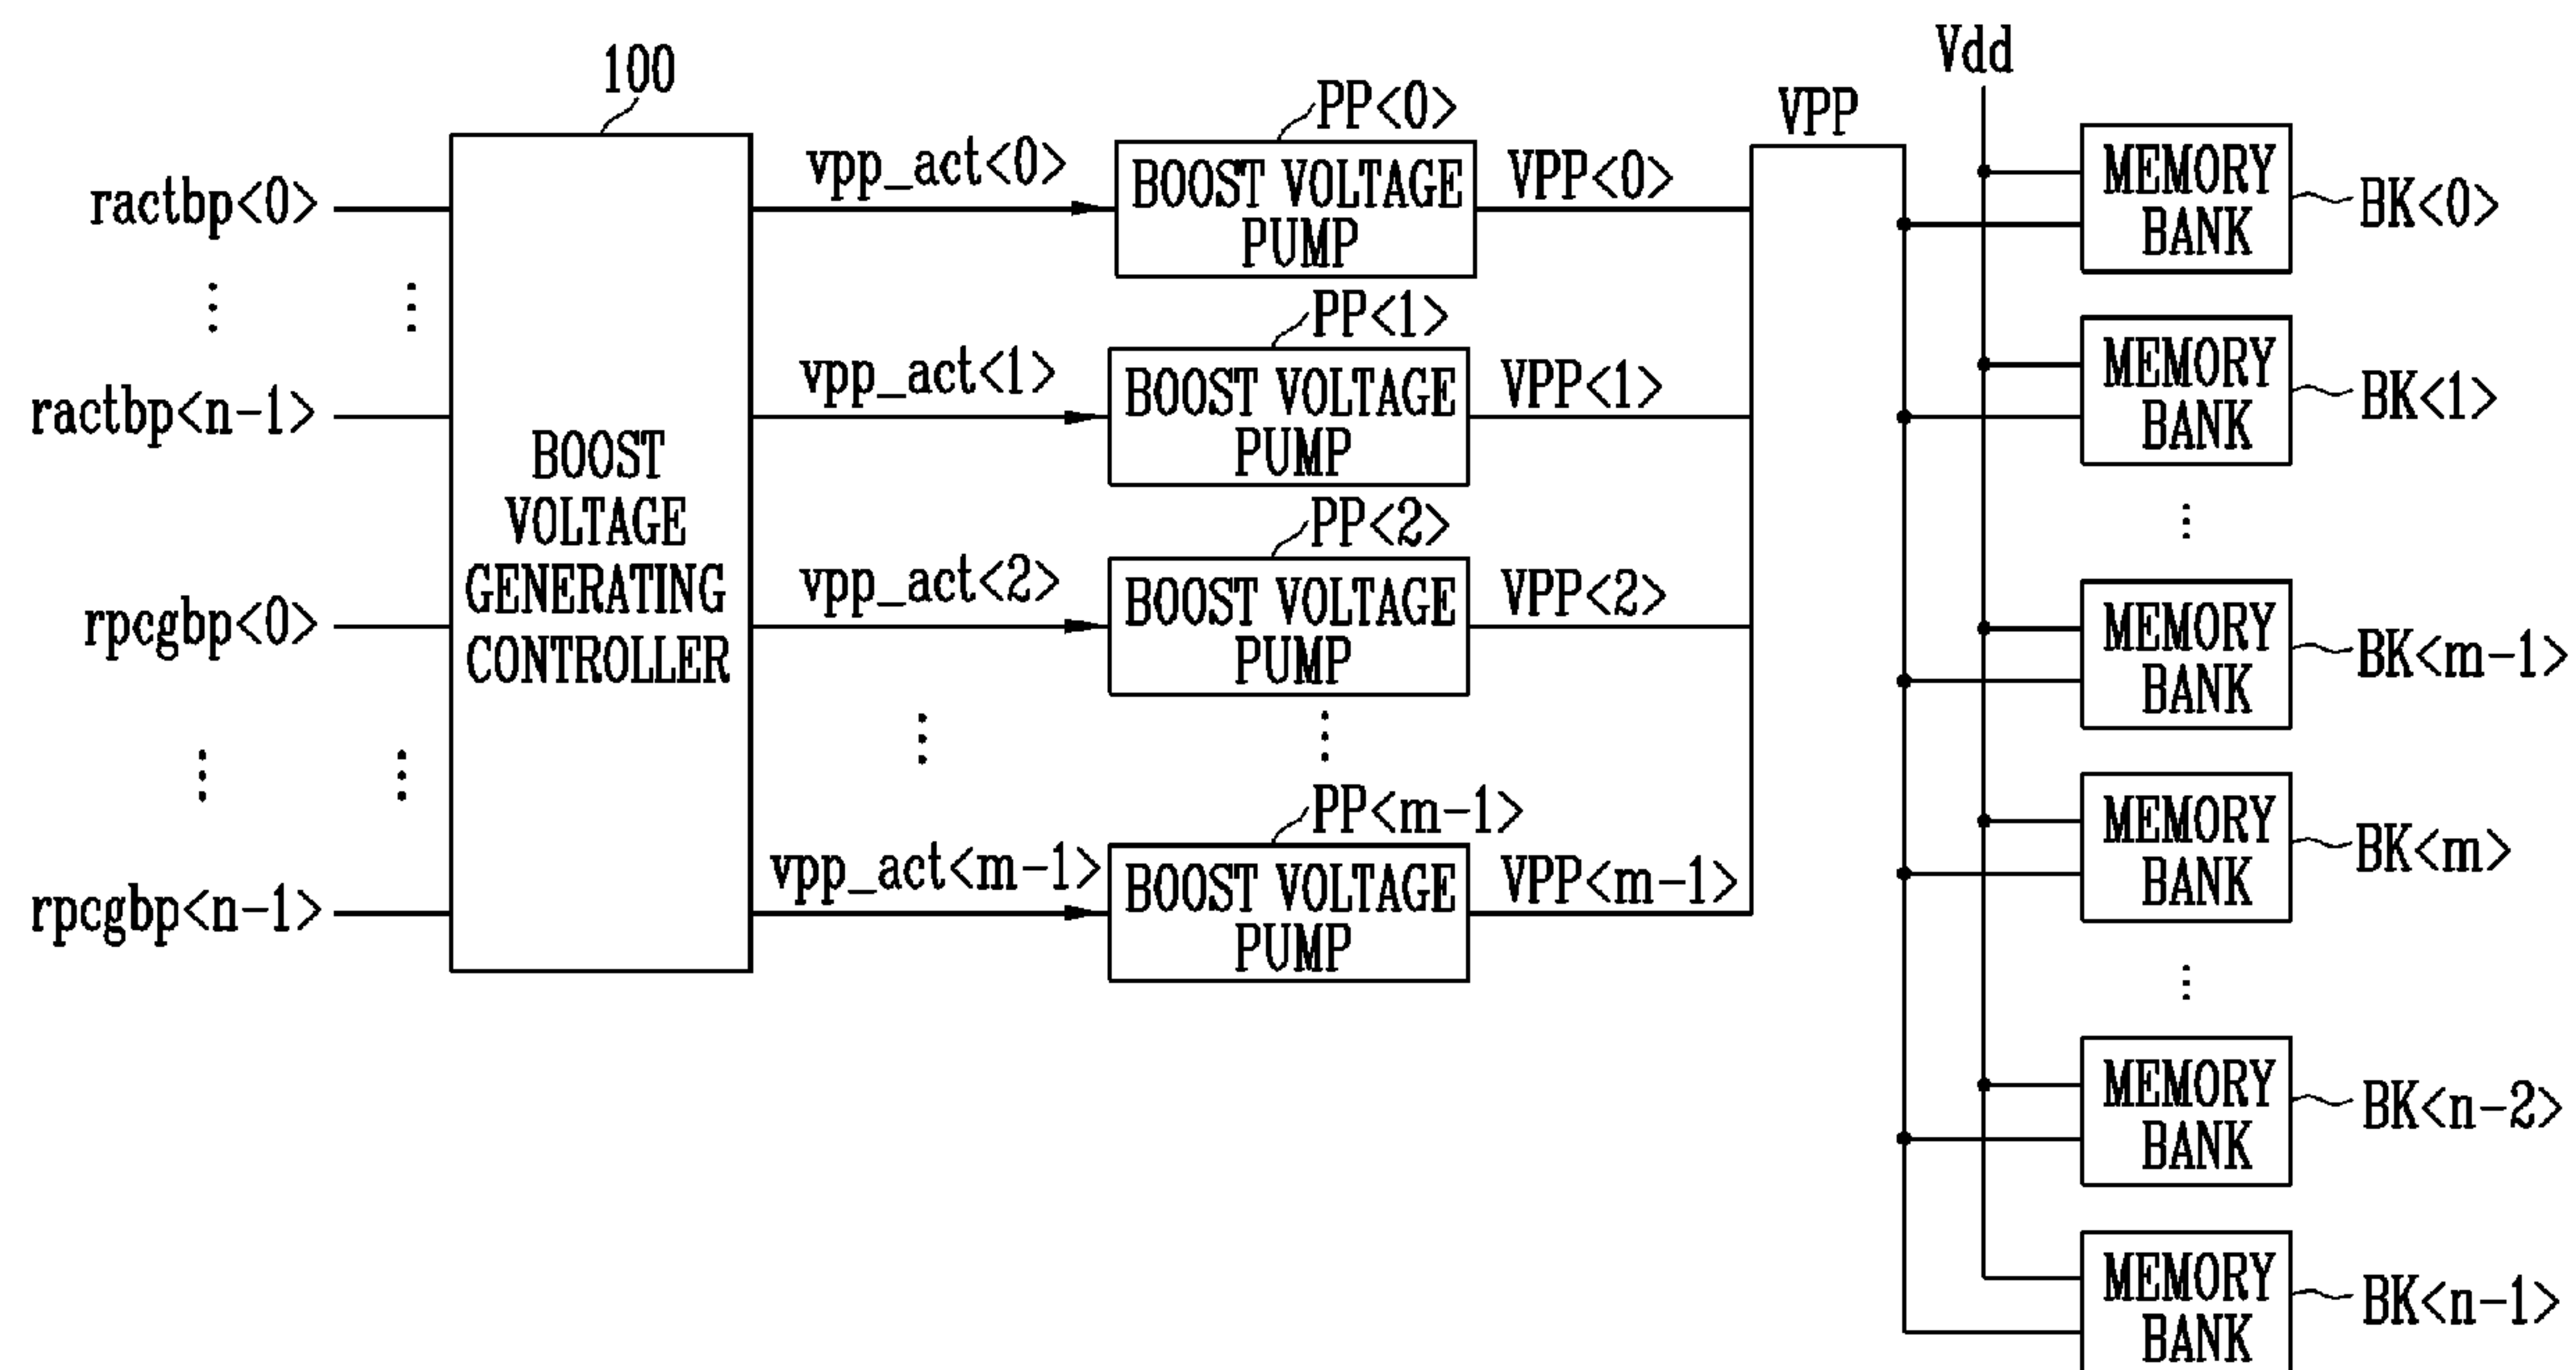 100
ractbp<0>
ractbp<n-1>
rpcgbp<0>
rpcgbp<n-1>
BOOST
VOLTAGE
GENERATING
CONTROLLER
vpp_act<0>
vpp_act<1>
vpp_act<2>
vpp_act<m-1>
PP<0>
BOOST VOLTAGE
PUMP
PP<1>
BOOST VOLTAGE
PUMP
PP<2>
BOOST VOLTAGE
PUMP
PP<m-1>
BOOST VOLTAGE
PUMP
VPP<0>
VPP<1>
VPP<2>
VPP<m-1>
VPP
Vdd
MEMORY
BANK
BK<0>
MEMORY
BANK
BK<1>
MEMORY
BANK
BK<m-1>
MEMORY
BANK
BK<m>
MEMORY
BANK
BK<n-2>
MEMORY
BANK
BK<n-1>